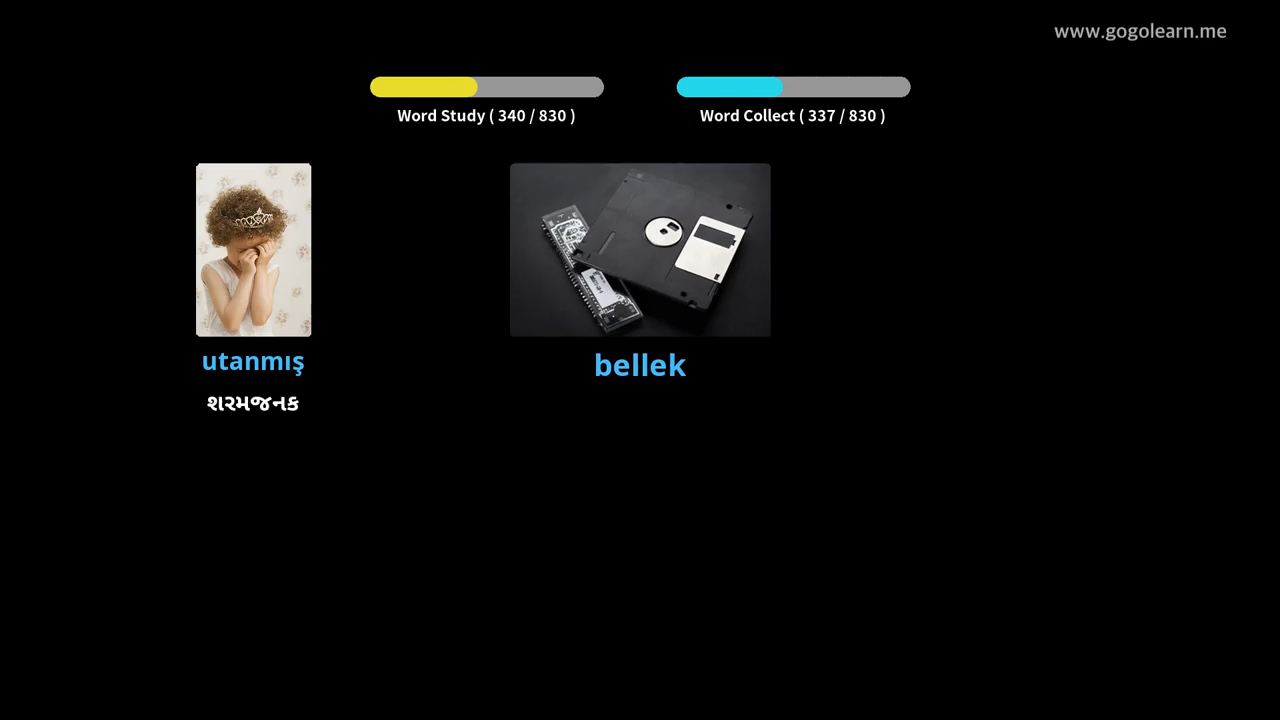 www.gogolearn.me
Word Study ( 340 / 830 )
Word Collect ( 337 / 830 )
utanmış
શરમજનક
bellek